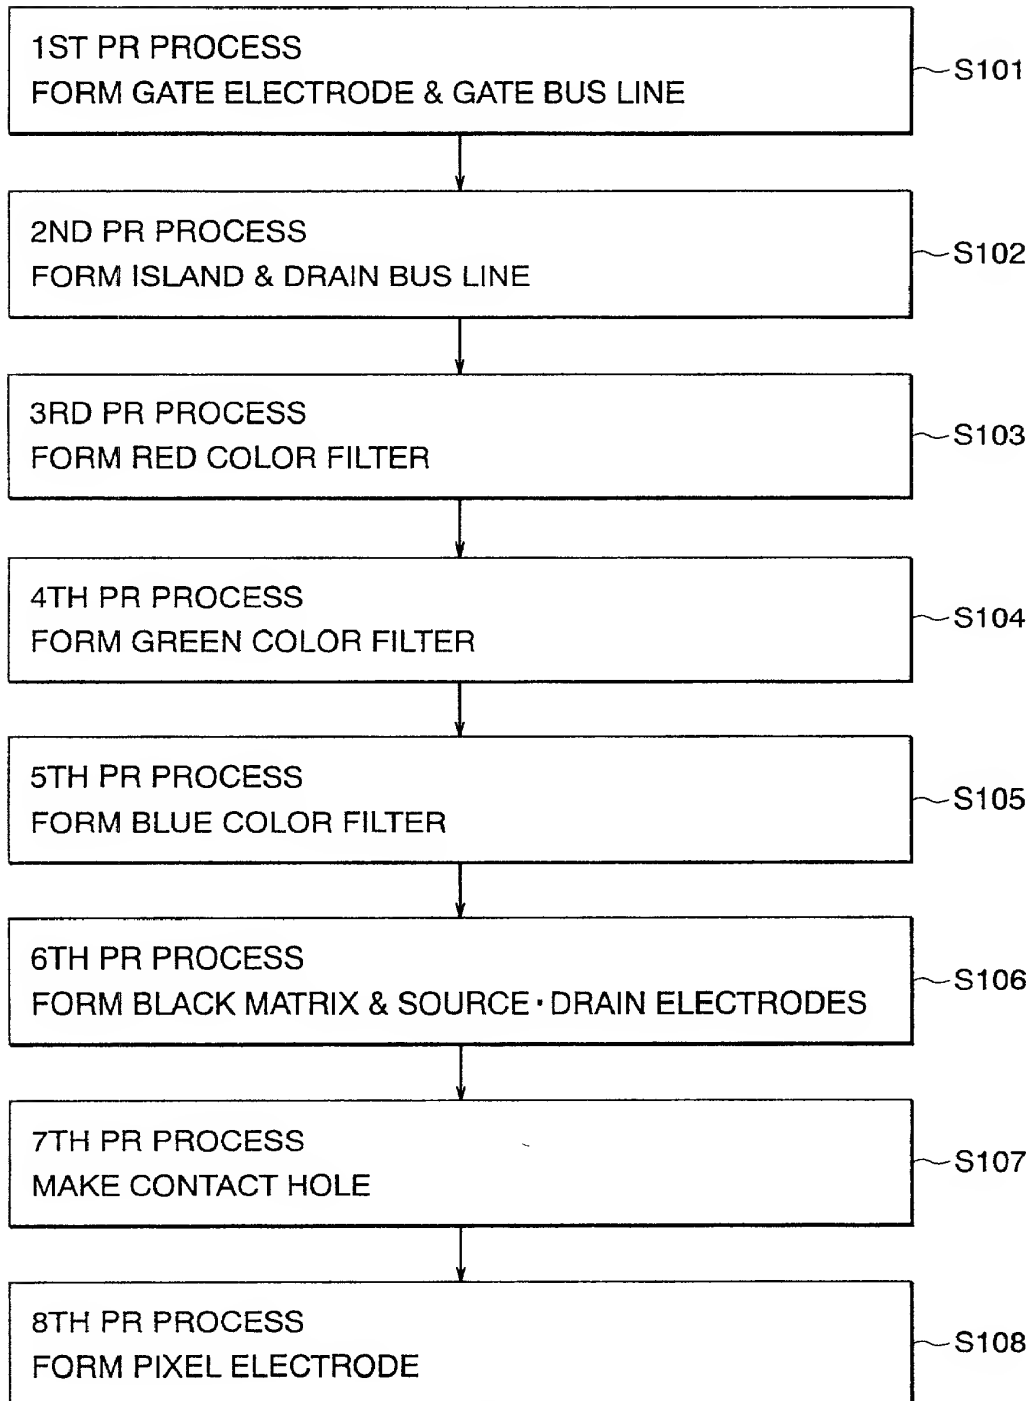 1ST PR PROCESS
FORM GATE ELECTRODE & GATE BUS LINE
S101
2ND PR PROCESS
FORM ISLAND & DRAIN BUS LINE
S102
3RD PR PROCESS
FORM RED COLOR FILTER
S103
4TH PR PROCESS
FORM GREEN COLOR FILTER
S104
5TH PR PROCESS
FORM BLUE COLOR FILTER
S105
6TH PR PROCESS
FORM BLACK MATRIX & SOURCE・DRAIN ELECTRODES
S106
7TH PR PROCESS
MAKE CONTACT HOLE
S107
8TH PR PROCESS
FORM PIXEL ELECTRODE
S108